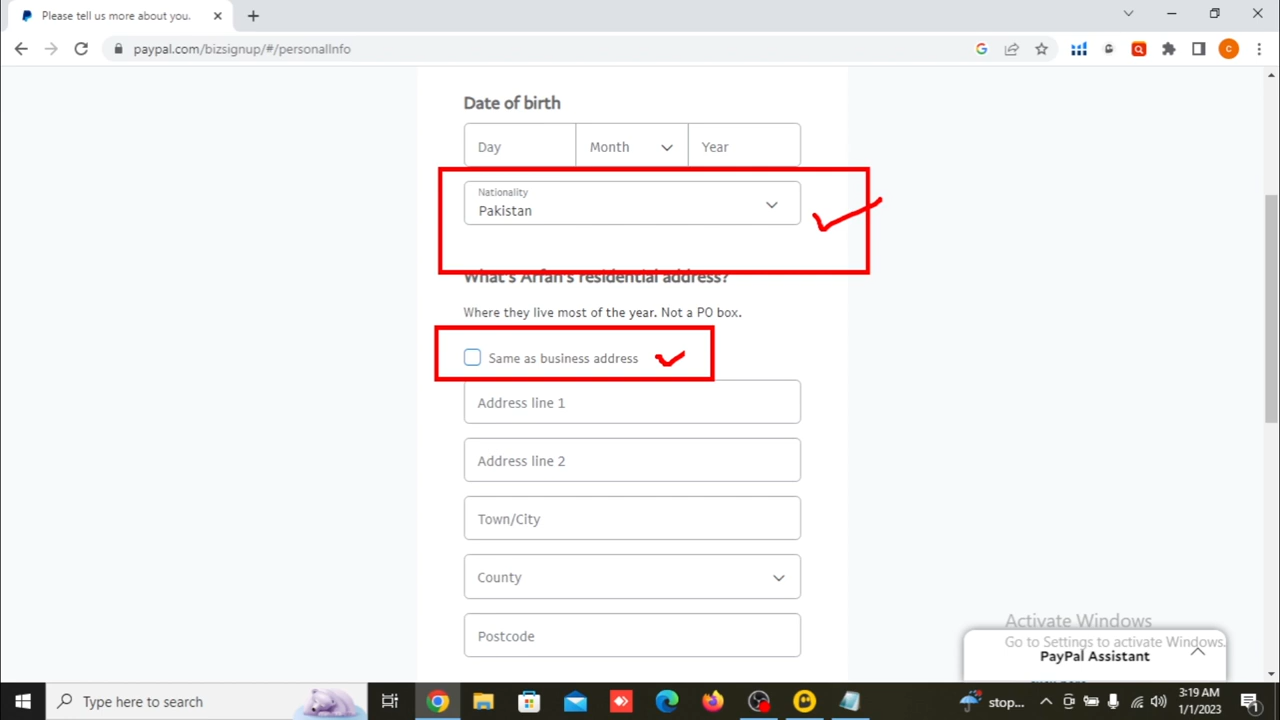 Please tell us more about you.
paypal.com/bizsignup/#/personalInfo
Date of birth
Day Month Year
Nationality
Pakistan
What's Arfan's residential address?
Where they live most of the year. Not a PO box.
Same as business address
Address line 1
Address line 2
Town/City
County
Postcode
Activate Windows
Go to Settings to activate Windows.
PayPal Assistant
Type here to search
stop...
3:19 AM
1/1/2023
1